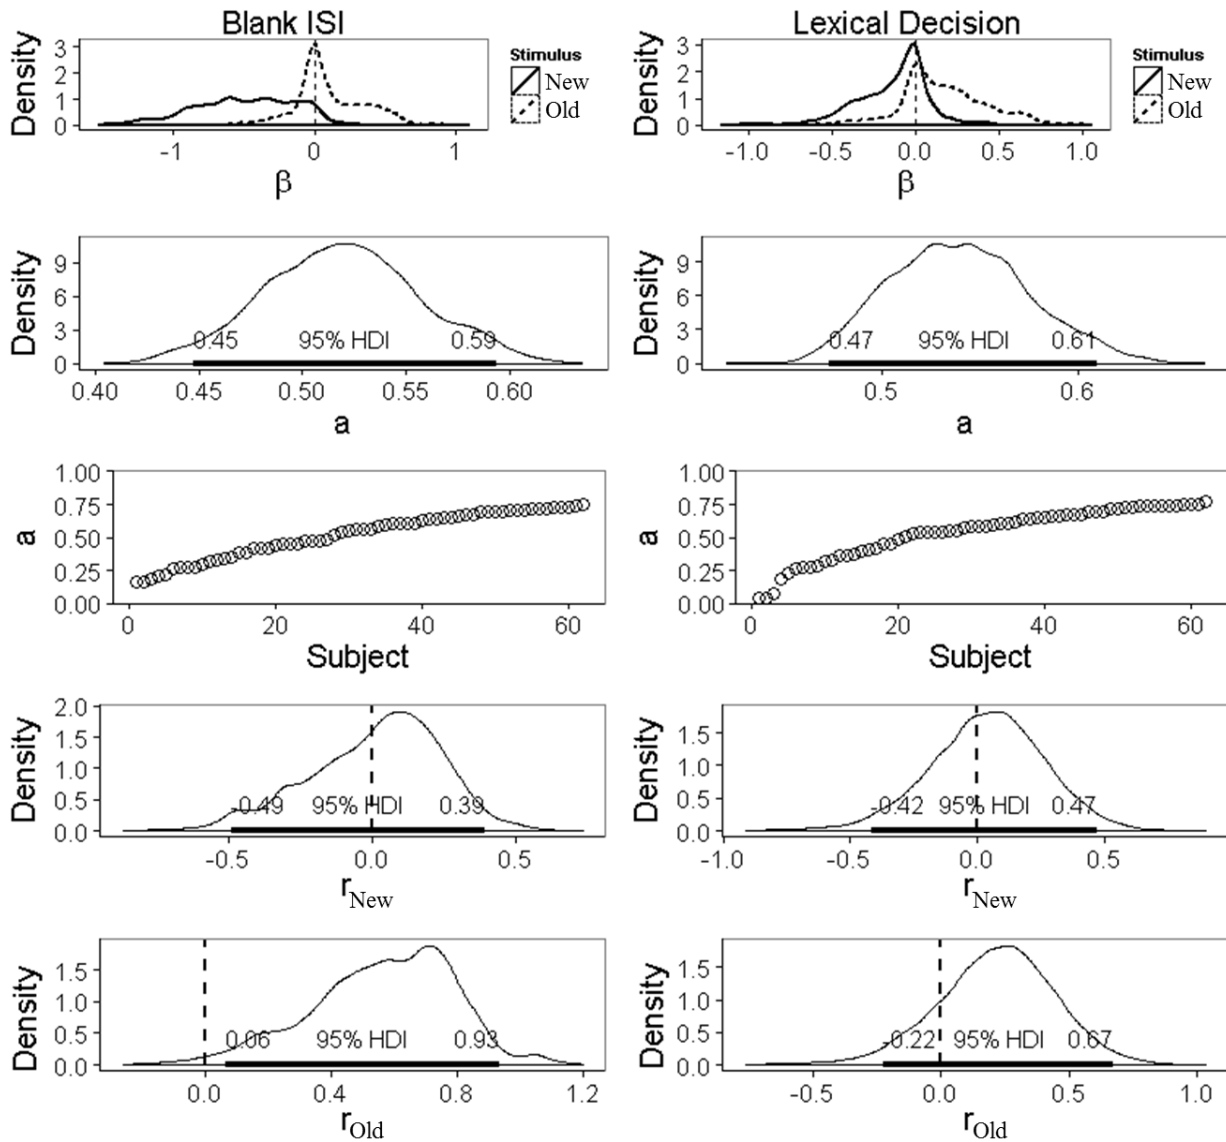 Blank ISI
Lexical Decision
Density
3
2
1
0
-1
0
1
β
Stimulus
New
Old
Density
3
2
1
0
-1.0
-0.5
0.0
0.5
1.0
β
Stimulus
New
Old
Density
9
6
3
0
0.45
95% HDI
0.59
0.40
0.45
0.50
0.55
0.60
a
Density
9
6
3
0
0.47
95% HDI
0.61
0.5
0.6
a
a
1.00
0.75
0.50
0.25
0.00
0
20
40
60
Subject
a
1.00
0.75
0.50
0.25
0.00
0
20
40
60
Subject
Density
2.0
1.5
1.0
0.5
0.0
-0.49
95% HDI
0.39
-0.5
0.0
0.5
rNew
Density
1.5
1.0
0.5
0.0
-0.42
95% HDI
0.47
-1.0
-0.5
0.0
0.5
rNew
Density
1.5
1.0
0.5
0.0
0.06
95% HDI
0.93
0.0
0.4
0.8
1.2
rOld
Density
1.5
1.0
0.5
0.0
-0.22
95% HDI
0.67
-0.5
0.0
0.5
1.0
rOld